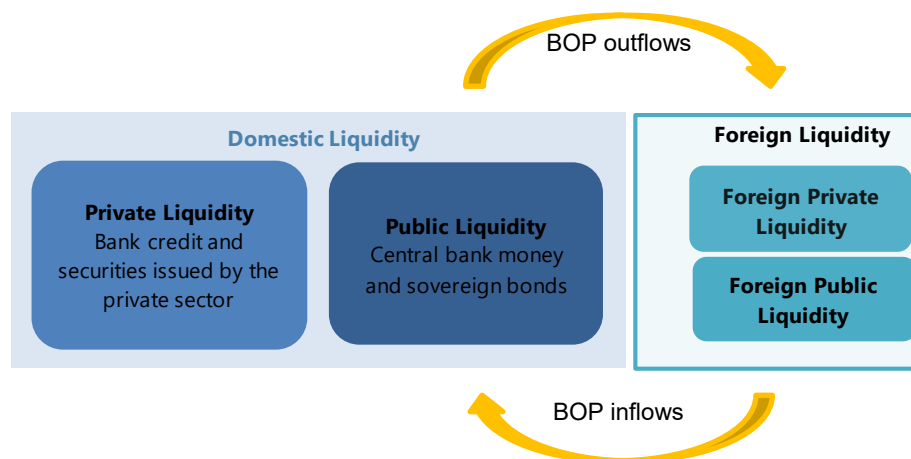 BOP outflows
Domestic Liquidity
Private Liquidity
Bank credit and
securities issued by the
private sector
Public Liquidity
Central bank money
and sovereign bonds
Foreign Liquidity
Foreign Private
Liquidity
Foreign Public
Liquidity
BOP inflows